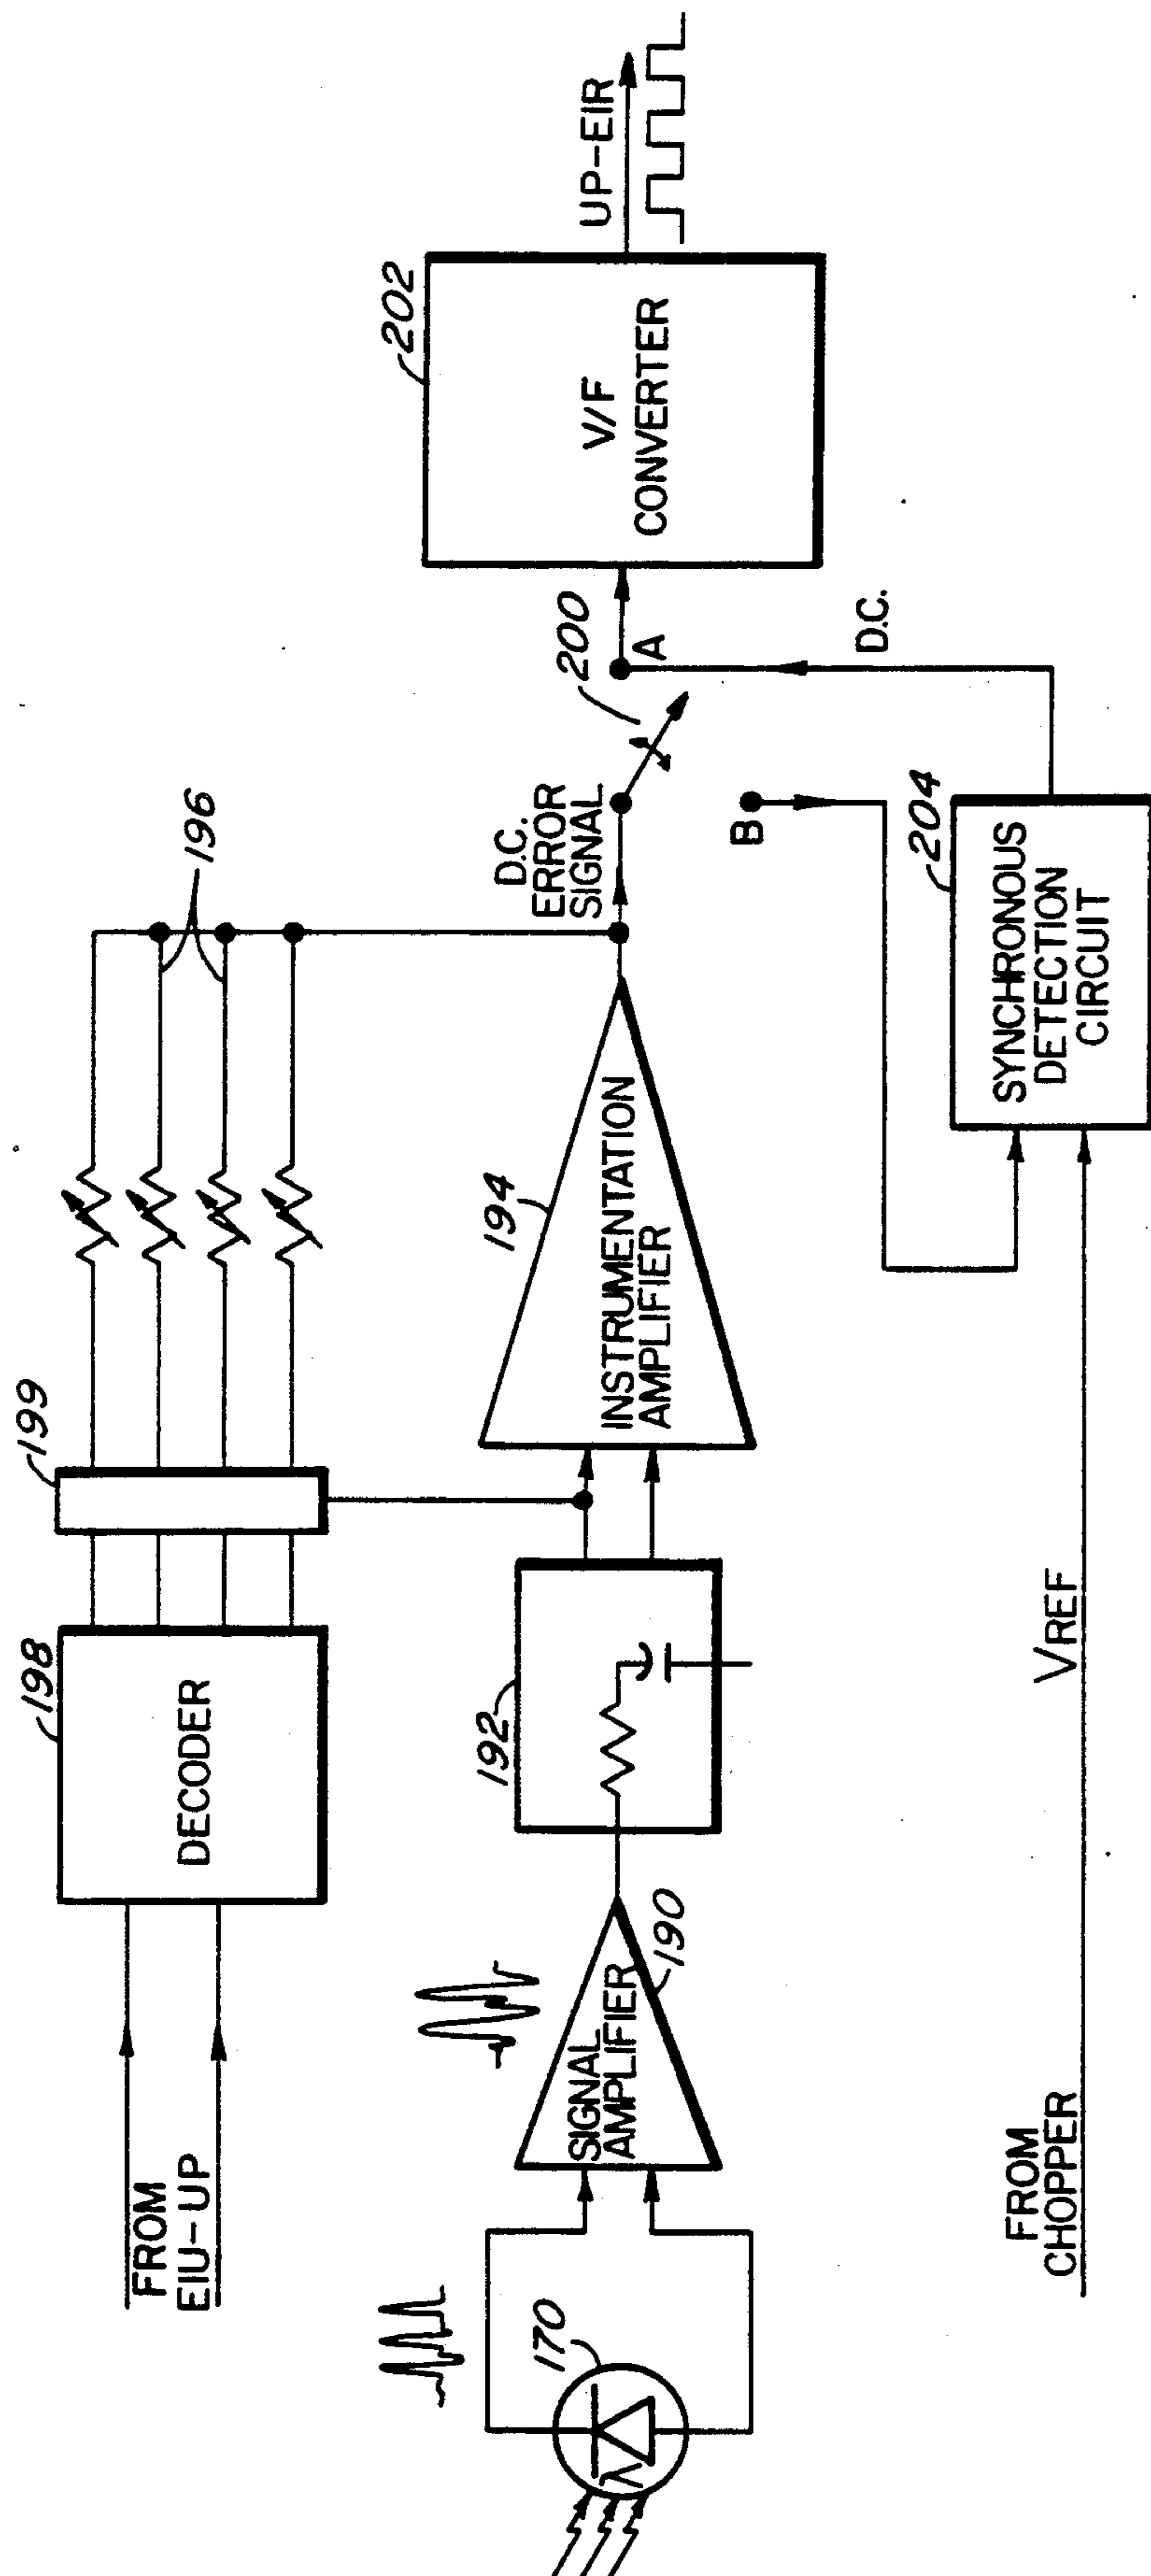 FROM
EIU-UP
198
DECODER
199
196
170
SIGNAL
AMPLIFIER
190
192
194
INSTRUMENTATION
AMPLIFIER
D.C.
ERROR
SIGNAL
200
A
B
D.C.
202
V/F
CONVERTER
UP-EIR
204
SYNCHRONOUS
DETECTION
CIRCUIT
FROM
CHOPPER
VREF
λ